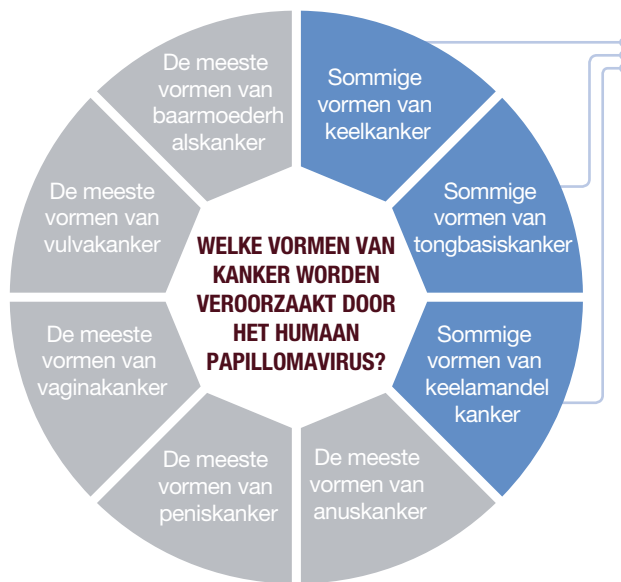 De meeste
vormen van
baarmoederh
alskanker
Sommige
vormen van
keelkanker
De meeste
vormen van
vulvakanker
Sommige
vormen van
tongbasiskanker
WELKE VORMEN VAN
KANKER WORDEN
VEROORZAAKT DOOR
HET HUMAAN
PAPILLOMAVIRUS?
De meeste
vormen van
vaginakanker
Sommige
vormen van
keelamandel
kanker
De meeste
vormen van
peniskanker
De meeste
vormen van
anuskanker